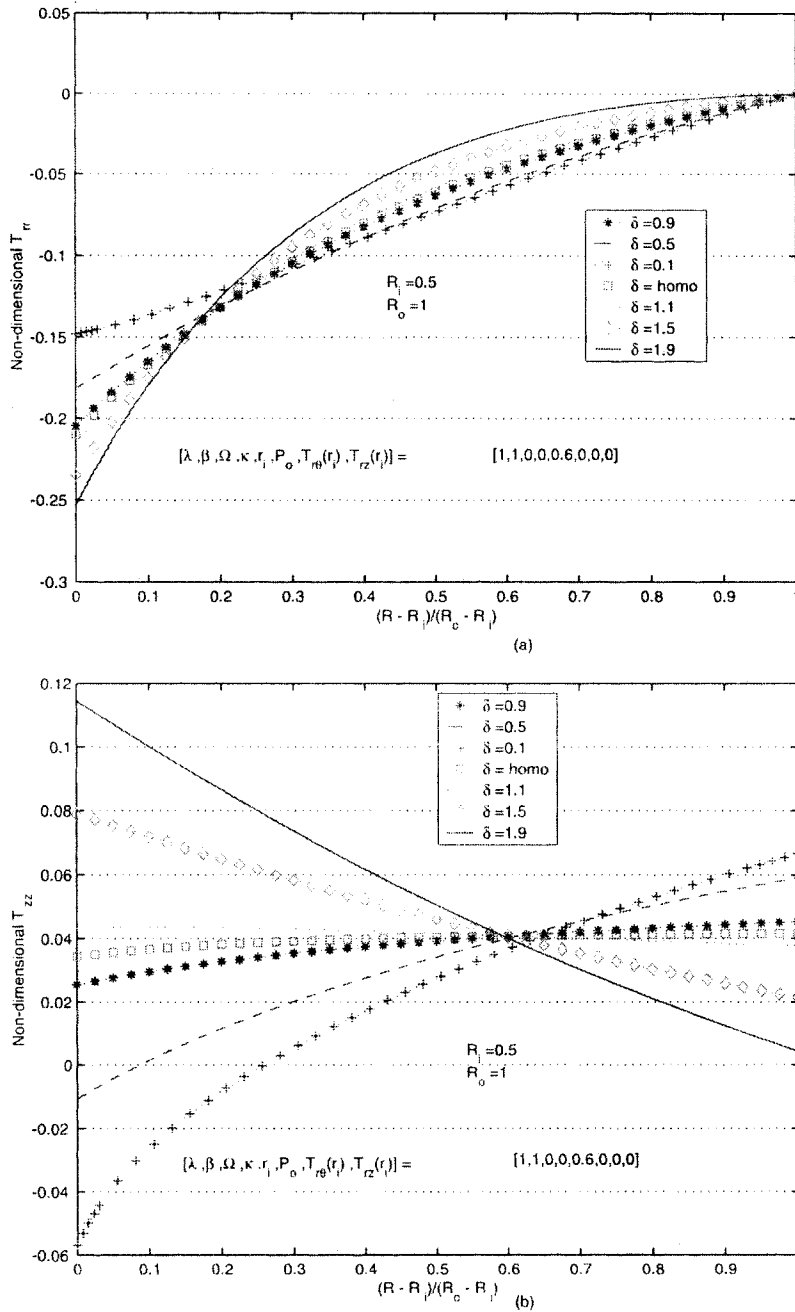 0.05
0
-0.05
-0.1
-0.15
-0.2
-0.25
-0.3
Non-dimensional T_rr
δ =0.9
δ =0.5
δ =0.1
δ = homo
δ =1.1
δ =1.5
δ =1.9
R_i =0.5
R_o =1
[λ ,β ,Ω ,κ ,r_i ,P_o ,T_rθ(r_i) ,T_rz(r_i)] = [1,1,0,0,0.6,0,0,0]
0 0.1 0.2 0.3 0.4 0.5 0.6 0.7 0.8 0.9
(R - R_i)/(R_o - R_i)
(a)
0.12
0.1
0.08
0.06
0.04
0.02
0
-0.02
-0.04
-0.06
Non-dimensional T_zz
δ =0.9
δ =0.5
δ =0.1
δ = homo
δ =1.1
δ =1.5
δ =1.9
R_i =0.5
R_o =1
[λ ,β ,Ω ,κ ,r_i ,P_o ,T_rθ(r_i) ,T_rz(r_i)] = [1,1,0,0,0.6,0,0,0]
0 0.1 0.2 0.3 0.4 0.5 0.6 0.7 0.8 0.9
(R - R_i)/(R_o - R_i)
(b)